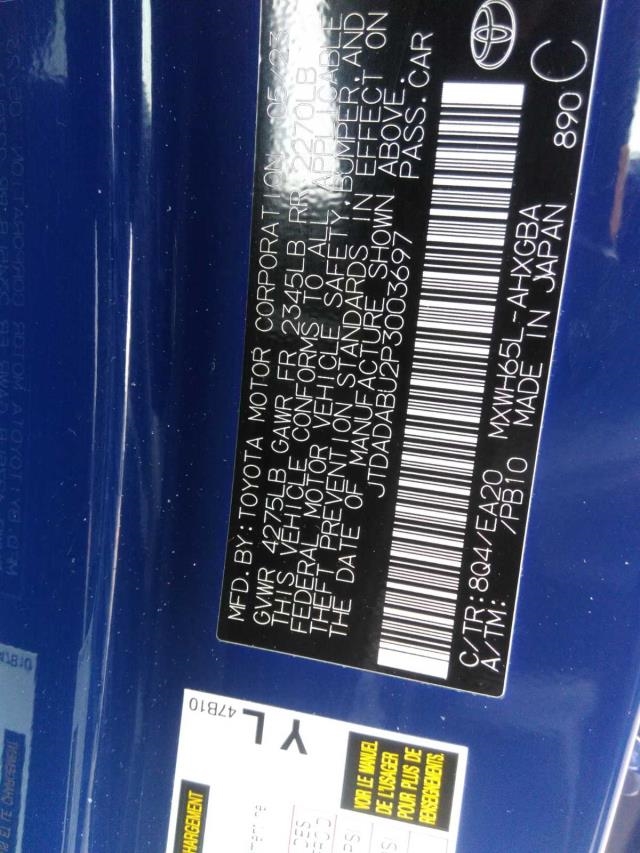 MFD. BY: TOYOTA MOTOR CORPORATION 05/23
GVWR 4275LB GAWR FR 2345LB RR 2270LB
THIS VEHICLE CONFORMS TO ALL APPLICABLE
FEDERAL MOTOR VEHICLE SAFETY, BUMPER, AND
THEFT PREVENTION STANDARDS IN EFFECT ON
THE DATE OF MANUFACTURE SHOWN ABOVE.
JTDADABU2P3003697 PASS. CAR
C/TR: 8Q4/EA20 MXWH65L-AHXGBA
A/TM: /PB10 MADE IN JAPAN 890 C
YL
47B10
CHARGEMENT
VOIR LE MANUEL
DE L'USAGER
POUR PLUS DE
RENSEIGNEMENTS.